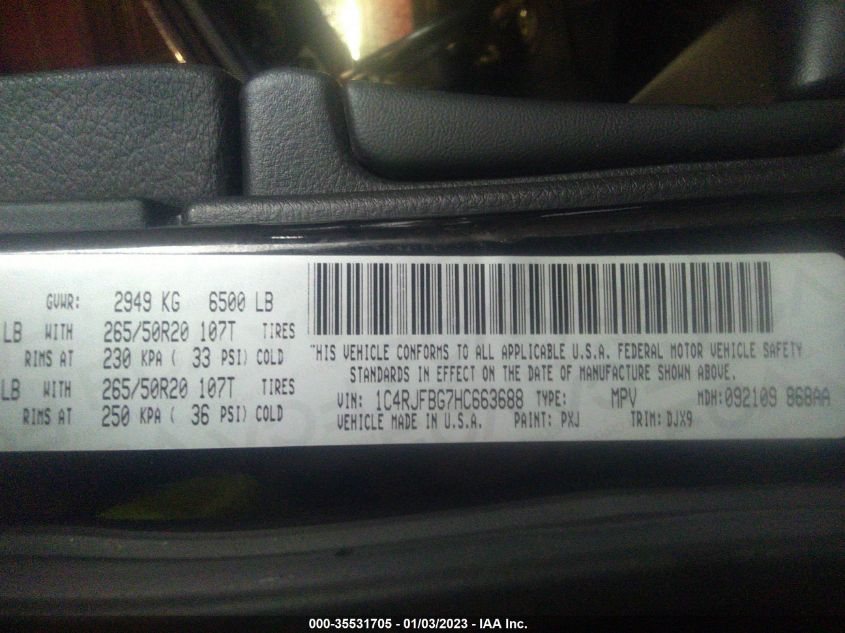 GVWR: 2949 KG 6500 LB
LB WITH 265/50R20 107T TIRES
RIMS AT 230 KPA ( 33 PSI) COLD
LB WITH 265/50R20 107T TIRES
RIMS AT 250 KPA ( 36 PSI) COLD
"HIS VEHICLE CONFORMS TO ALL APPLICABLE U.S.A. FEDERAL MOTOR VEHICLE SAFETY
STANDARDS IN EFFECT ON THE DATE OF MANUFACTURE SHOWN ABOVE.
VIN: 1C4RJFBG7HC663688 TYPE: MPV MDH: 092109 868AA
VEHICLE MADE IN U.S.A. PAINT: PXJ TRIM: DJX9
000-35531705 - 01/03/2023 - IAA Inc.